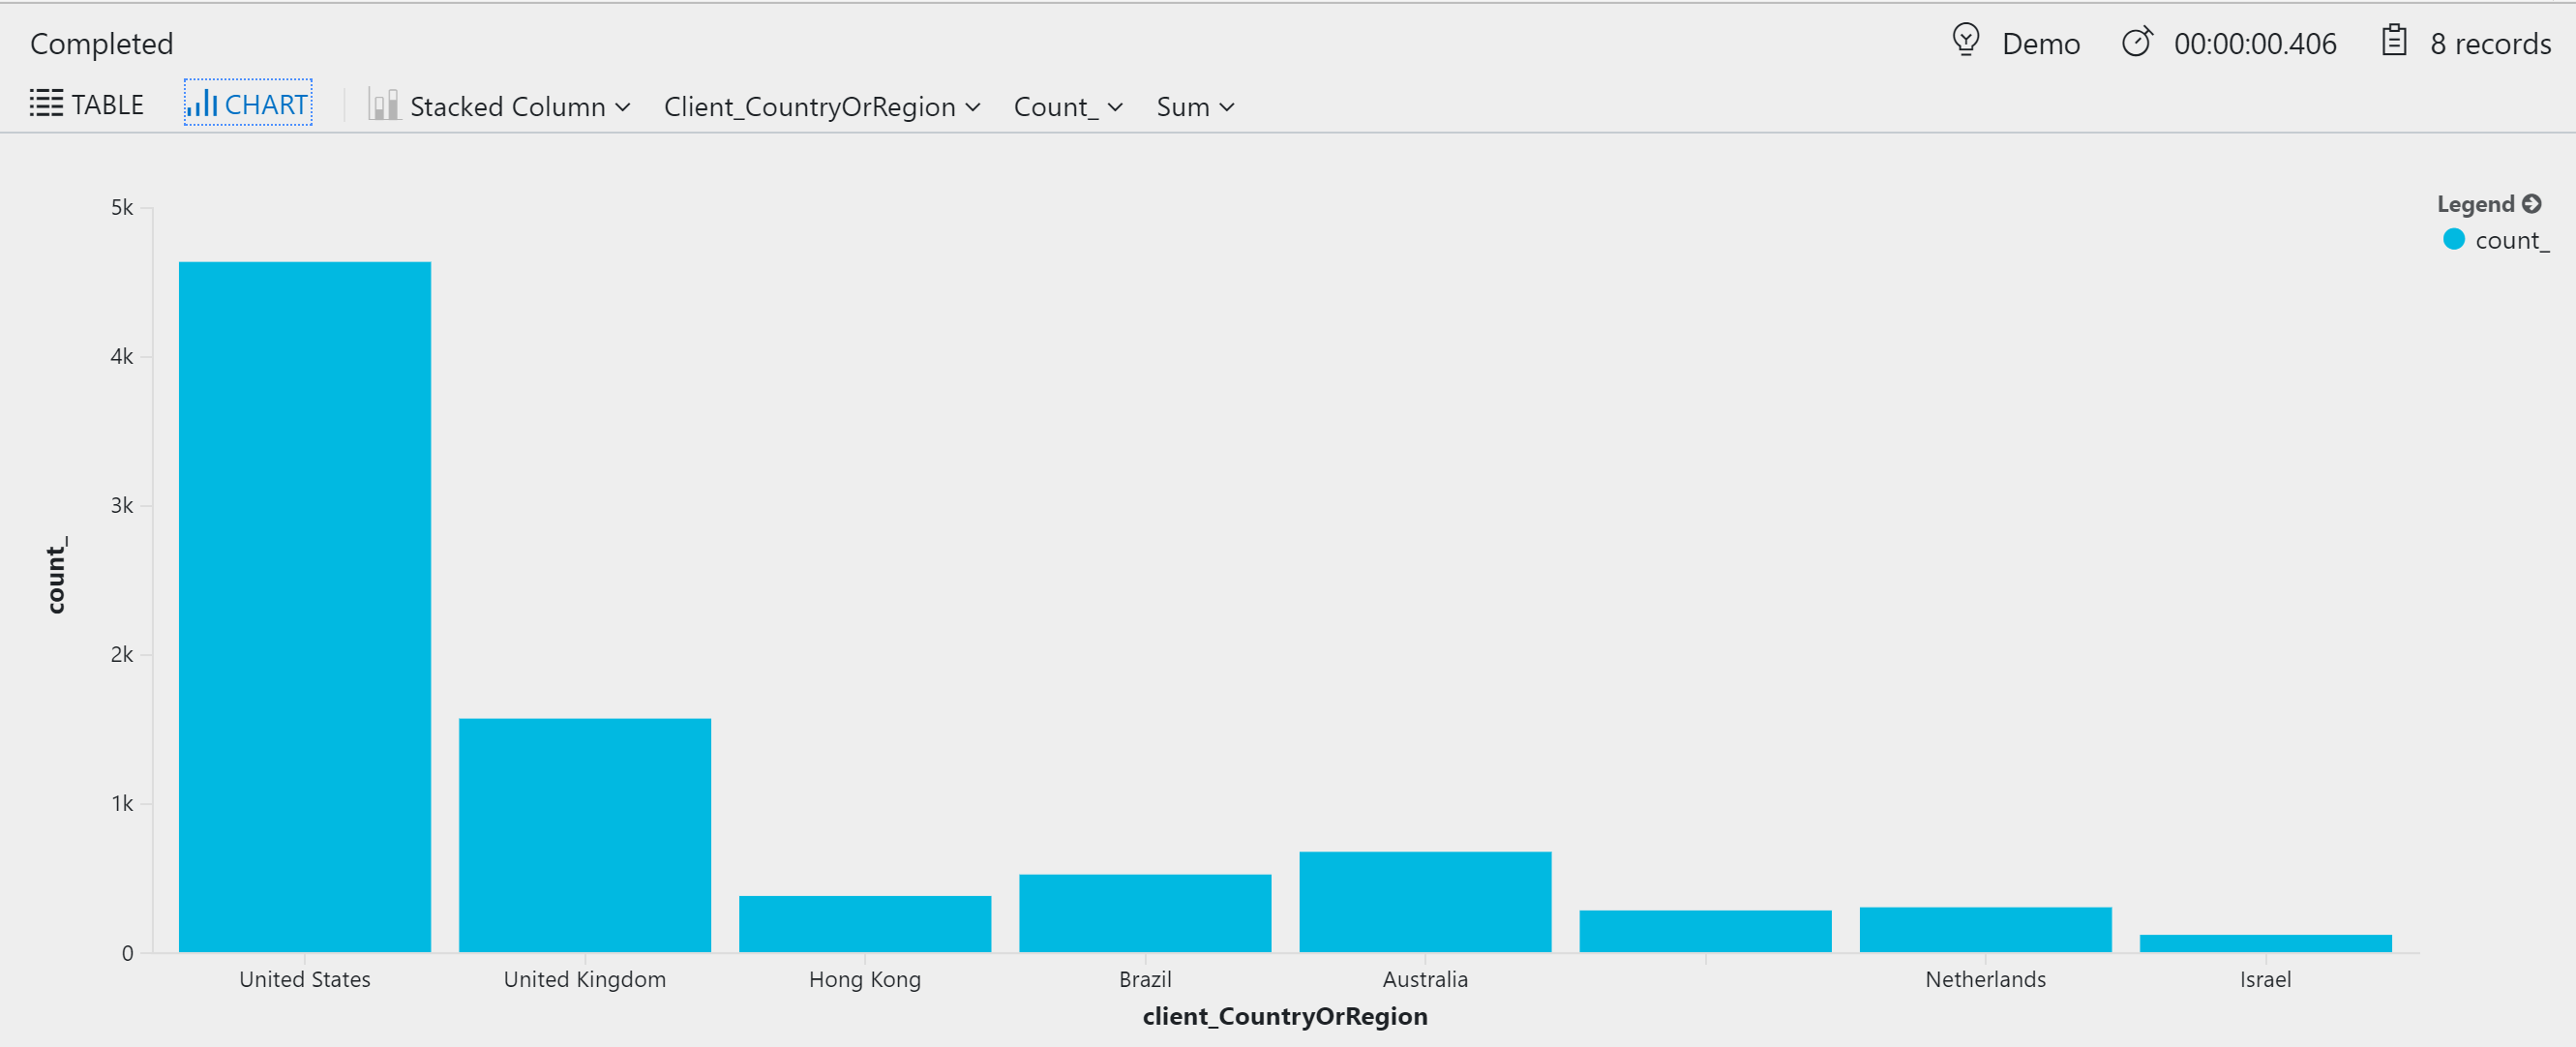 Completed
Demo 00:00:00.406 8 records
TABLE CHART Stacked Column Client_CountryOrRegion Count_ Sum
Legend
count_
5k
4k
3k
2k
1k
0
count_
United States United Kingdom Hong Kong Brazil Australia Netherlands Israel
client_CountryOrRegion